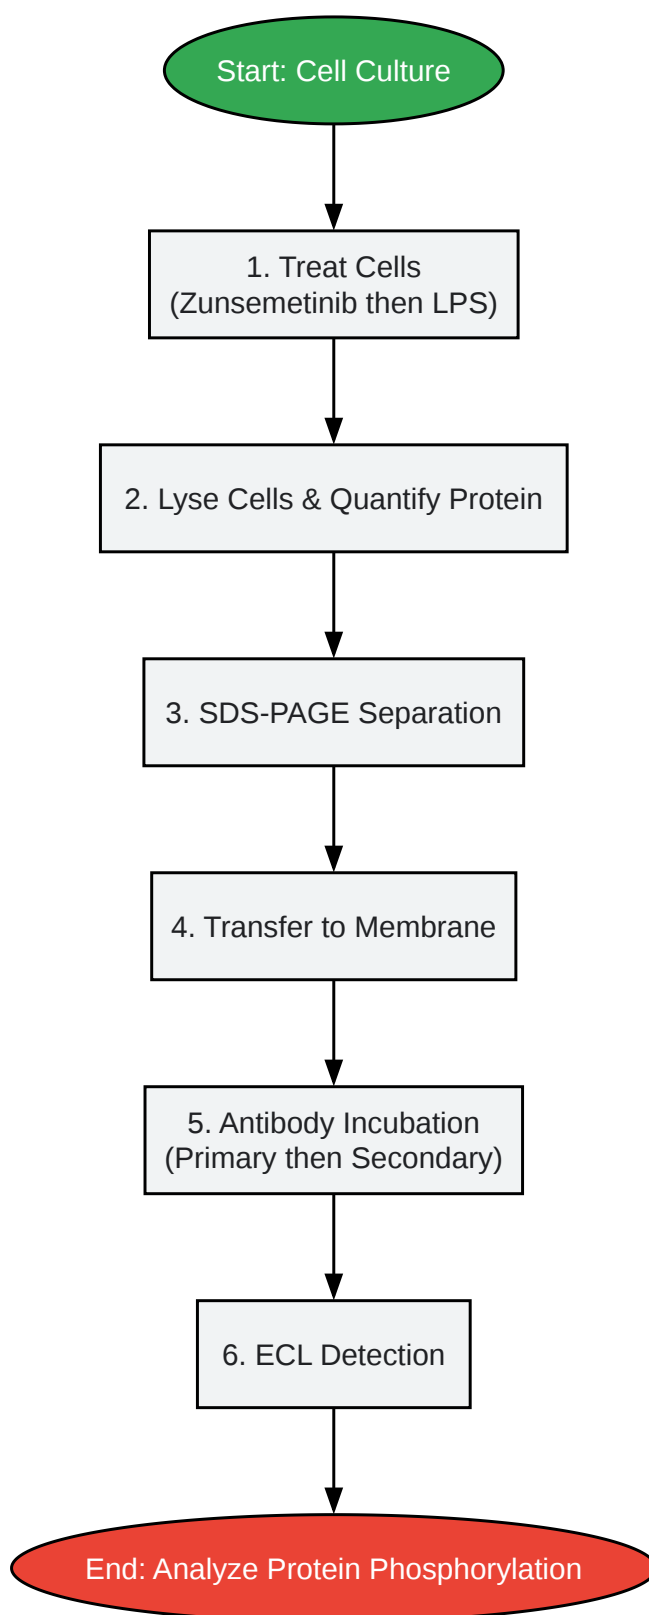 Start: Cell Culture
1. Treat Cells
(Zunsemetinib then LPS)
2. Lyse Cells & Quantify Protein
3. SDS-PAGE Separation
4. Transfer to Membrane
5. Antibody Incubation
(Primary then Secondary)
6. ECL Detection
End: Analyze Protein Phosphorylation